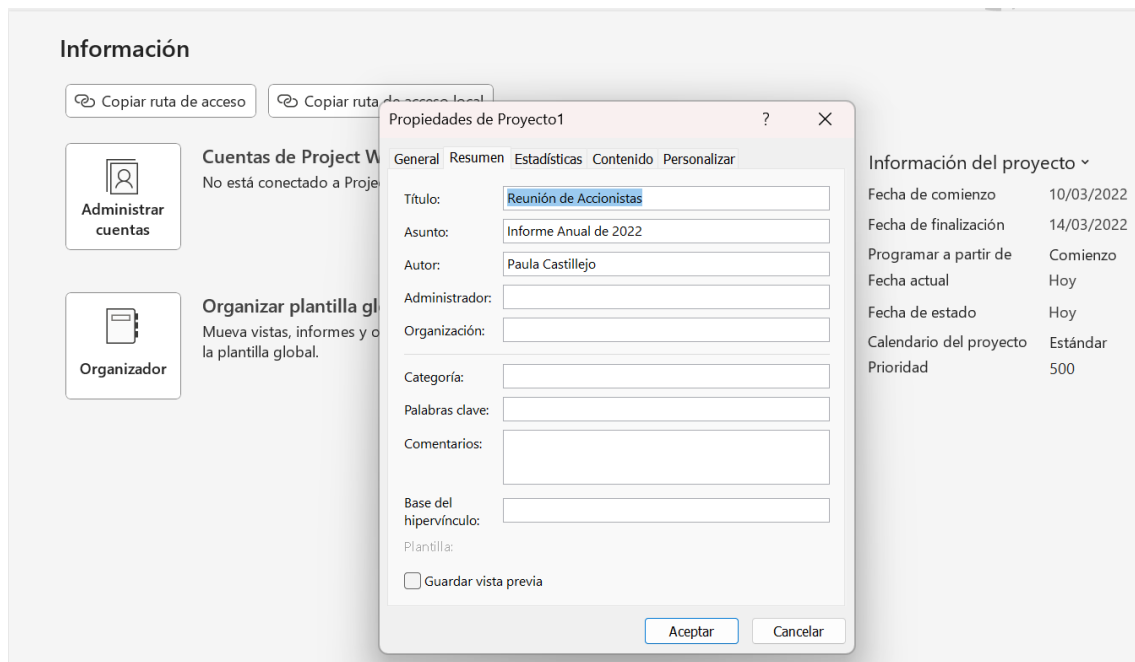 Información
Copiar ruta de acceso
Copiar ruta de acceso local
Administrar
cuentas
Cuentas de Project W
No está conectado a Proje
Organizador
Organizar plantilla gl
Mueva vistas, informes y o
la plantilla global.
Propiedades de Proyecto1
?
General Resumen Estadísticas Contenido Personalizar
Título: Reunión de Accionistas
Asunto: Informe Anual de 2022
Autor: Paula Castillejo
Administrador:
Organización:
Categoría:
Palabras clave:
Comentarios:
Base del
hipervínculo:
Plantilla:
Guardar vista previa
Aceptar Cancelar
Información del proyecto
Fecha de comienzo 10/03/2022
Fecha de finalización 14/03/2022
Programar a partir de Comienzo
Fecha actual Hoy
Fecha de estado Hoy
Calendario del proyecto Estándar
Prioridad 500